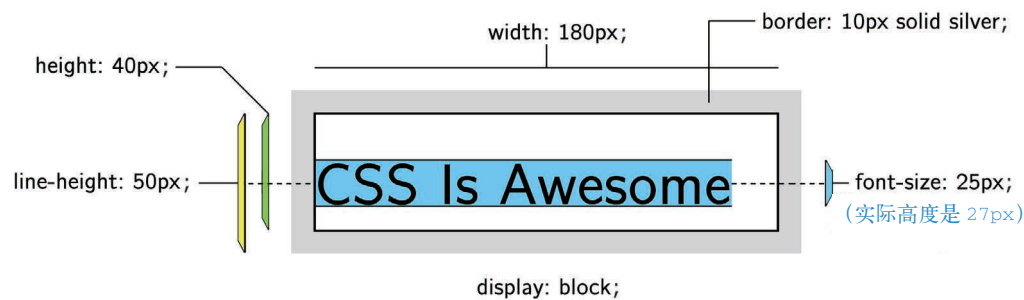 width: 180px;
border: 10px solid silver;
height: 40px;
line-height: 50px;
CSS Is Awesome
font-size: 25px;
(实际高度是 27px)
display: block;